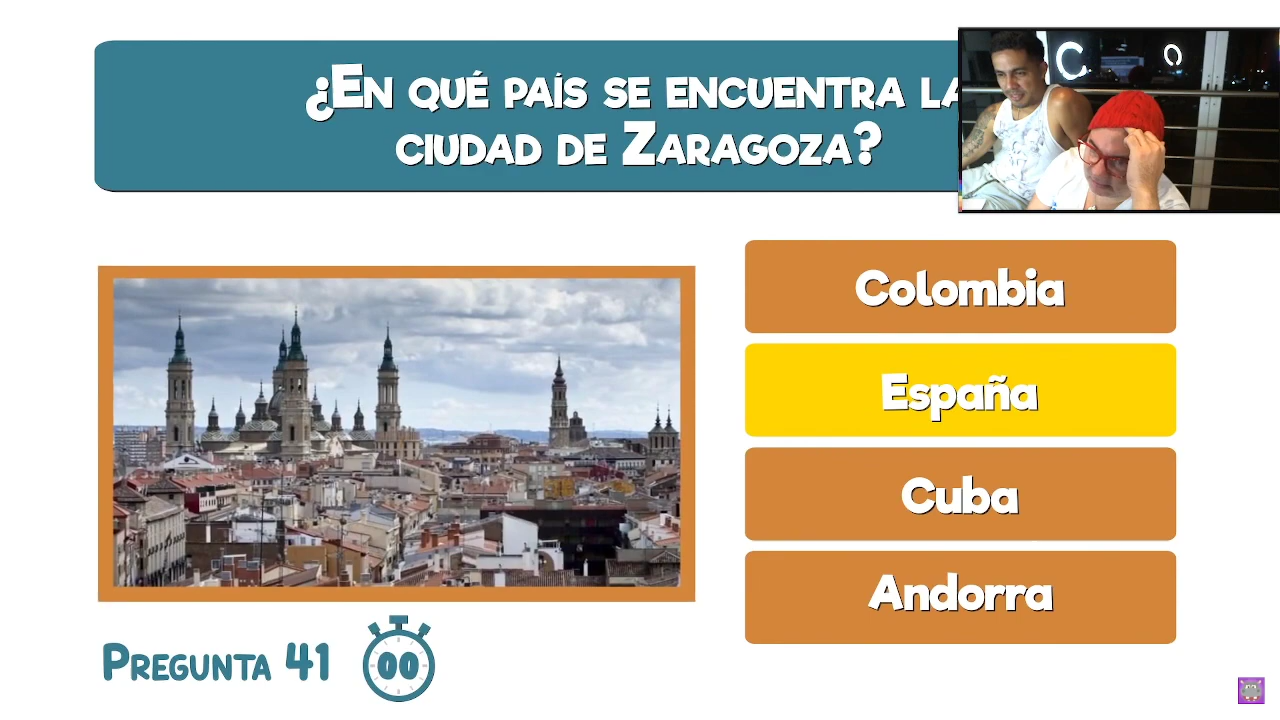 ¿En qué país se encuentra la
ciudad de Zaragoza?
C O
Colombia
España
Cuba
Andorra
Pregunta 41
00